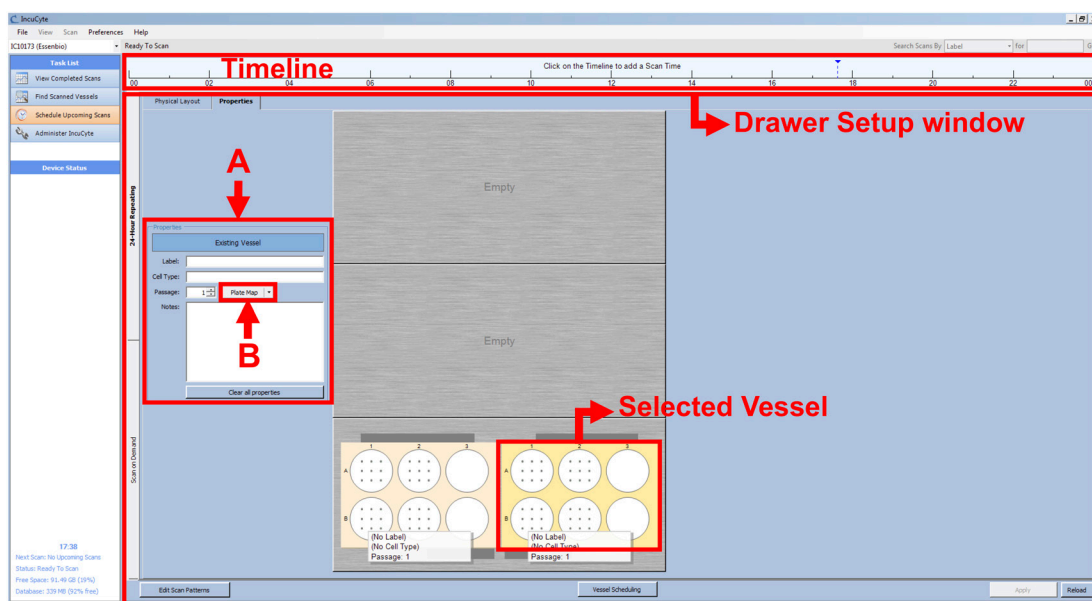 IncuCyte
File View Scan Preferences Help
IC10173 (Essenbio) Ready To Scan Search Scans By Label for G
Task List
View Completed Scans
Find Scanned Vessels
Schedule Upcoming Scans
Administer IncuCyte
Device Status
Timeline
Click on the Timeline to add a Scan Time
00 02 04 06 08 10 12 14 16 18 20 22 00
Physical Layout Properties
Drawer Setup window
24-Hour Repeating
Scan on Demand
A
Properties
Existing Vessel
Label:
Cell Type:
Passage: 1 Plate Map
Notes:
B
Clear all properties
Empty
Empty
Selected Vessel
1 2 3 1 2 3
A
B
(No Label)
(No Cell Type)
Passage: 1
A
B
(No Label)
(No Cell Type)
Passage: 1
17:38
Next Scan: No Upcoming Scans
Status: Ready To Scan
Free Space: 91.49 GB (19%)
Database: 339 MB (92% free)
Edit Scan Patterns Vessel Scheduling Apply Reload